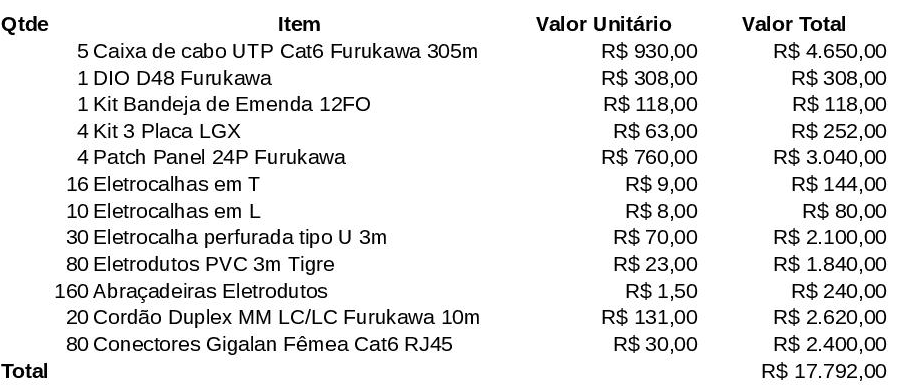 Qtde Item Valor Unitário Valor Total
5 Caixa de cabo UTP Cat6 Furukawa 305m R$ 930,00 R$ 4.650,00
1 DIO D48 Furukawa R$ 308,00 R$ 308,00
1 Kit Bandeja de Emenda 12FO R$ 118,00 R$ 118,00
4 Kit 3 Placa LGX R$ 63,00 R$ 252,00
4 Patch Panel 24P Furukawa R$ 760,00 R$ 3.040,00
16 Eletrocalhas em T R$ 9,00 R$ 144,00
10 Eletrocalhas em L R$ 8,00 R$ 80,00
30 Eletrocalha perfurada tipo U 3m R$ 70,00 R$ 2.100,00
80 Eletrodutos PVC 3m Tigre R$ 23,00 R$ 1.840,00
160 Abraçadeiras Eletrodutos R$ 1,50 R$ 240,00
20 Cordão Duplex MM LC/LC Furukawa 10m R$ 131,00 R$ 2.620,00
80 Conectores Gigalan Fêmea Cat6 RJ45 R$ 30,00 R$ 2.400,00
Total R$ 17.792,00